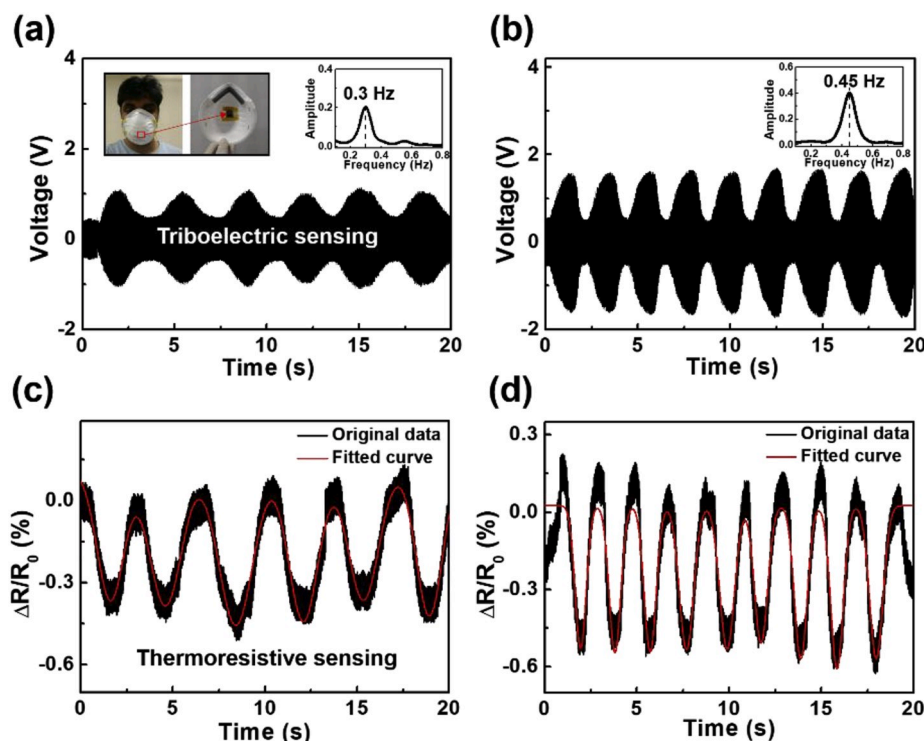 (a)
4
2
0
-2
Voltage (V)
0 5 10 15 20
Time (s)
Triboelectric sensing
0.4
0.2
0.0
Amplitude
0.3 Hz
0.2 0.4 0.6 0.8
Frequency (Hz)
(b)
4
2
0
-2
Voltage (V)
0 5 10 15 20
Time (s)
0.6
0.4
0.2
0.0
Amplitude
0.45 Hz
0.2 0.4 0.6 0.8
Frequency (Hz)
(c)
Original data
Fitted curve
0.0
-0.3
-0.6
ΔR/R₀ (%)
Thermoresistive sensing
0 5 10 15 20
Time (s)
(d)
Original data
Fitted curve
0.3
0.0
-0.3
-0.6
ΔR/R₀ (%)
0 5 10 15 20
Time (s)